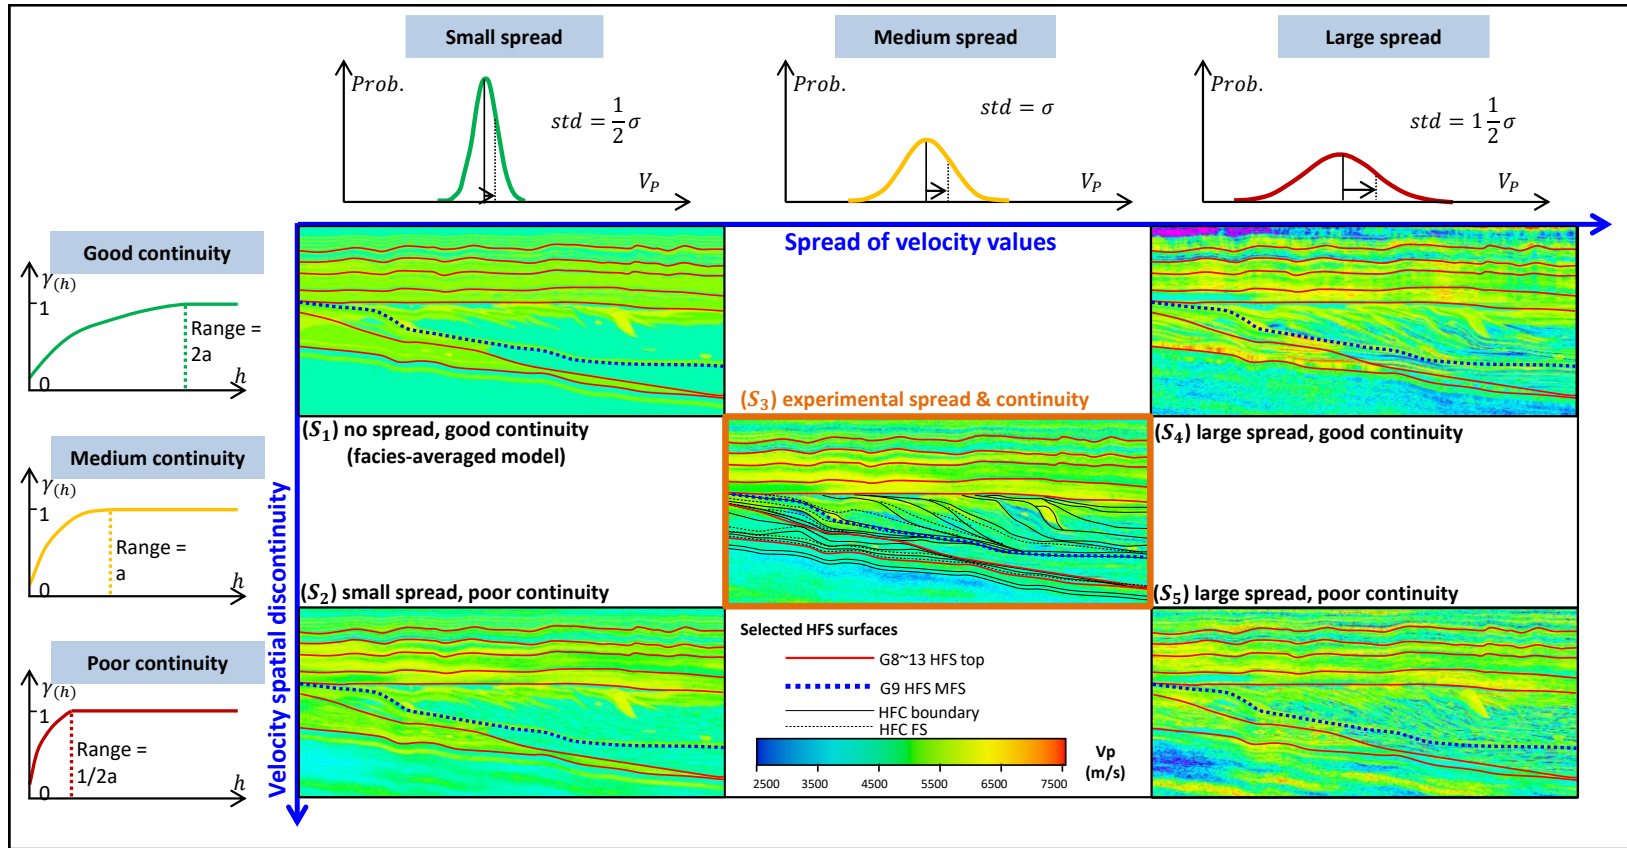 Small spread
Medium spread
Large spread
Prob.
std = 1/2 σ
V_P
Prob.
std = σ
V_P
Prob.
std = 1 1/2 σ
V_P
Spread of velocity values
Good continuity
γ(h)
1
Range =
2a
0
h
Medium continuity
γ(h)
1
Range =
a
0
h
Poor continuity
γ(h)
1
Range =
1/2a
0
h
Velocity spatial discontinuity
(S₁) no spread, good continuity
(facies-averaged model)
(S₃) experimental spread & continuity
(S₄) large spread, good continuity
(S₂) small spread, poor continuity
(S₅) large spread, poor continuity
Selected HFS surfaces
G8~13 HFS top
G9 HFS MFS
HFC boundary
HFC FS
Vp
(m/s)
2500 3500 4500 5500 6500 7500